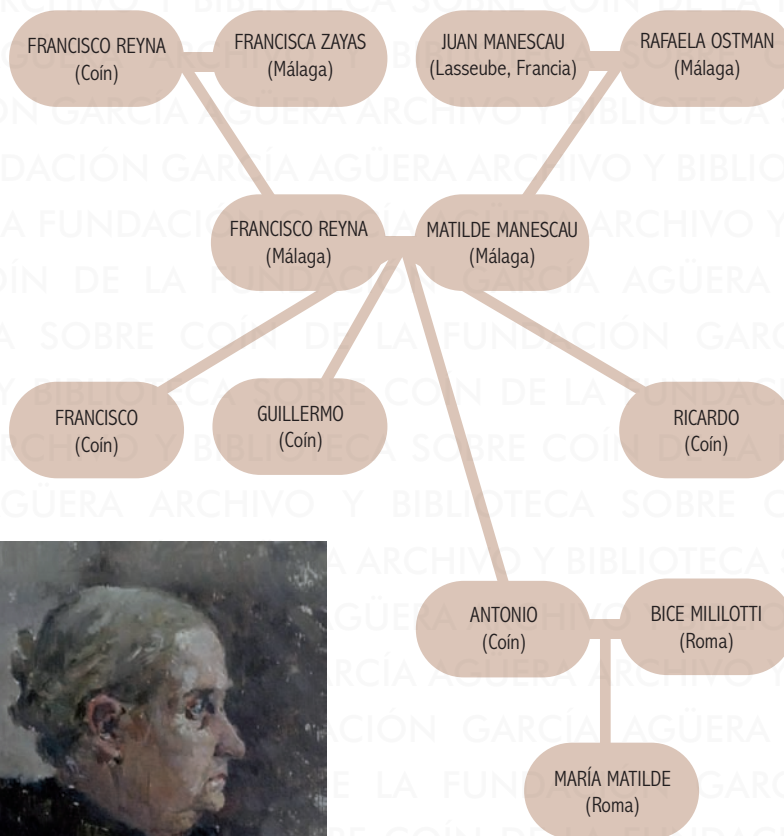 FRANCISCO REYNA
(Coín)
FRANCISCA ZAYAS
(Málaga)
JUAN MANESCAU
(Lasseube, Francia)
RAFAELA OSTMAN
(Málaga)
FRANCISCO REYNA
(Málaga)
MATILDE MANESCAU
(Málaga)
FRANCISCO
(Coín)
GUILLERMO
(Coín)
RICARDO
(Coín)
ANTONIO
(Coín)
BICE MILILOTTI
(Roma)
MARÍA MATILDE
(Roma)